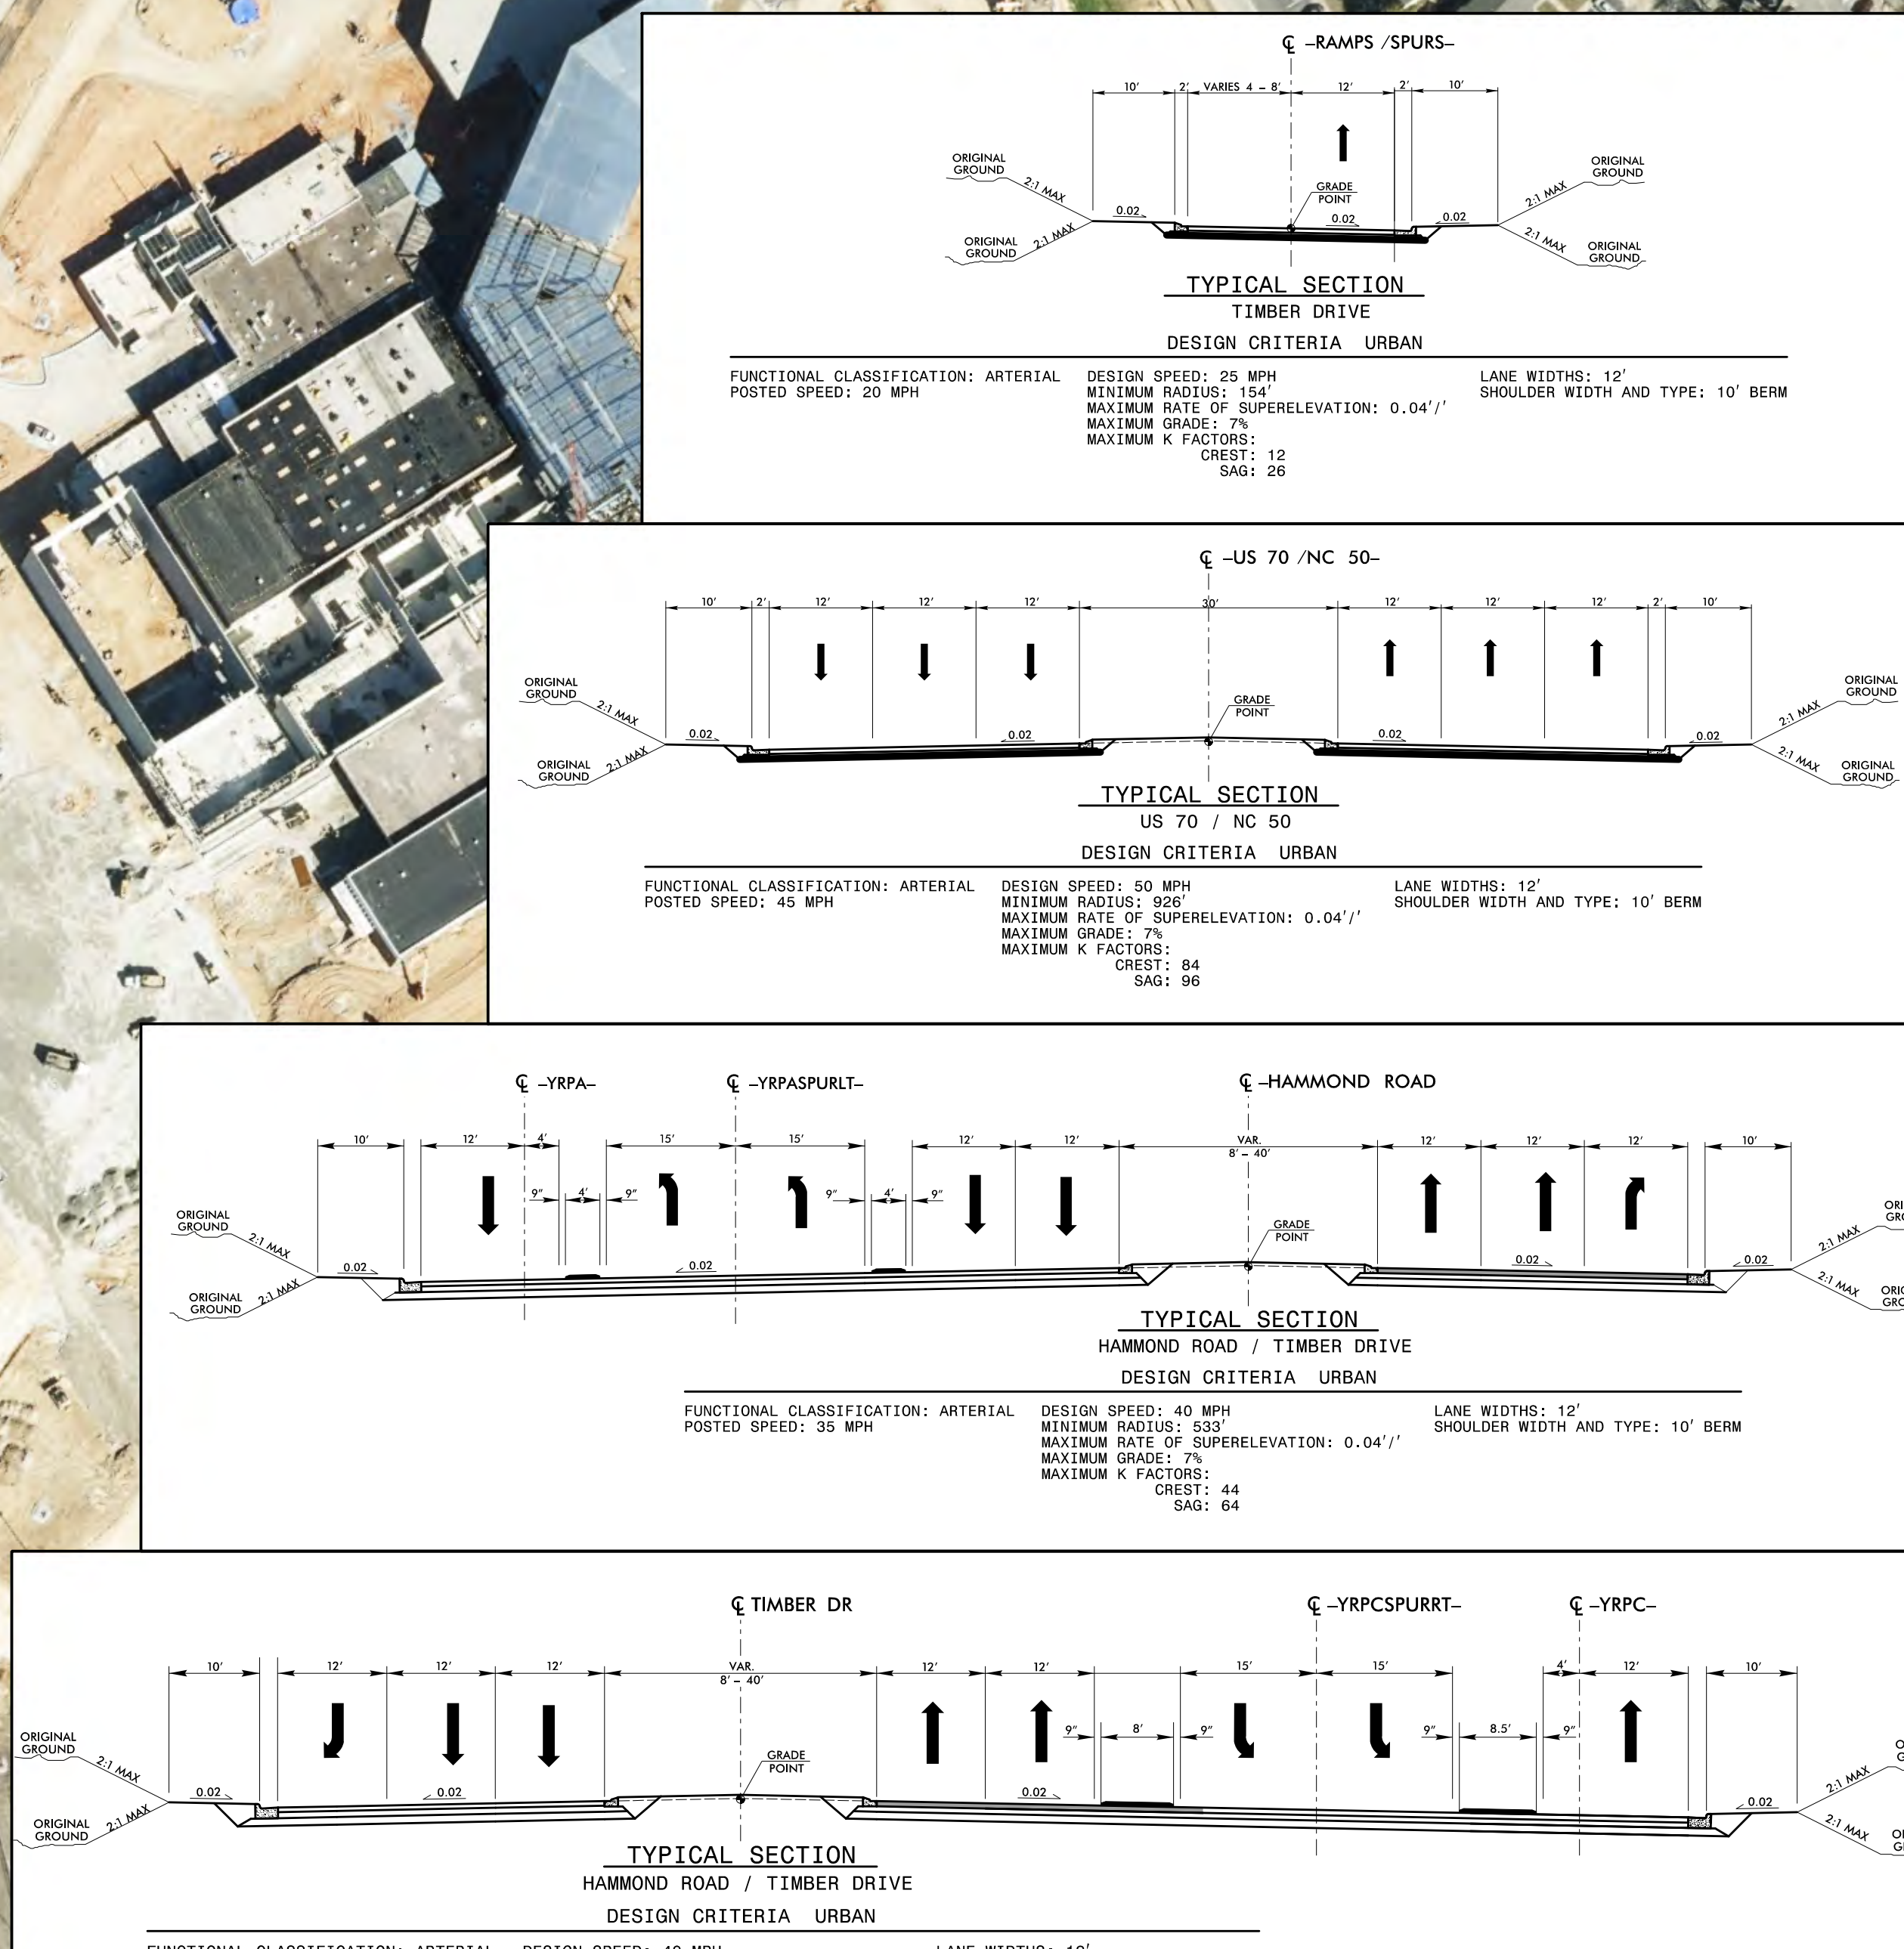 ℄ –RAMPS /SPURS–
10' 2' VARIES 4 – 8' 12' 2' 10'
ORIGINAL GROUND
2:1 MAX
0.02
GRADE POINT
0.02
0.02
2:1 MAX
ORIGINAL GROUND
ORIGINAL GROUND
2:1 MAX
2:1 MAX
ORIGINAL GROUND
TYPICAL SECTION
TIMBER DRIVE
DESIGN CRITERIA URBAN
FUNCTIONAL CLASSIFICATION: ARTERIAL DESIGN SPEED: 25 MPH LANE WIDTHS: 12'
POSTED SPEED: 20 MPH MINIMUM RADIUS: 154' SHOULDER WIDTH AND TYPE: 10' BERM
MAXIMUM RATE OF SUPERELEVATION: 0.04'/'
MAXIMUM GRADE: 7%
MAXIMUM K FACTORS:
CREST: 12
SAG: 26
℄ –US 70 /NC 50–
10' 2' 12' 12' 12' 30' 12' 12' 12' 2' 10'
ORIGINAL GROUND
2:1 MAX
0.02
0.02
GRADE POINT
0.02
0.02
2:1 MAX
ORIGINAL GROUND
ORIGINAL GROUND
2:1 MAX
2:1 MAX
ORIGINAL GROUND
TYPICAL SECTION
US 70 / NC 50
DESIGN CRITERIA URBAN
FUNCTIONAL CLASSIFICATION: ARTERIAL DESIGN SPEED: 50 MPH LANE WIDTHS: 12'
POSTED SPEED: 45 MPH MINIMUM RADIUS: 926' SHOULDER WIDTH AND TYPE: 10' BERM
MAXIMUM RATE OF SUPERELEVATION: 0.04'/'
MAXIMUM GRADE: 7%
MAXIMUM K FACTORS:
CREST: 84
SAG: 96
℄ –YRPA– ℄ –YRPASPURLT– ℄ –HAMMOND ROAD
10' 12' 4' 15' 15' 12' 12' VAR. 12' 12' 12' 10'
8' – 40'
9" 4' 9" 9" 4' 9"
ORIGINAL GROUND
2:1 MAX
0.02
0.02
GRADE POINT
0.02
0.02
2:1 MAX
ORIGINAL GROUND
2:1 MAX
2:1 MAX
TYPICAL SECTION
HAMMOND ROAD / TIMBER DRIVE
DESIGN CRITERIA URBAN
FUNCTIONAL CLASSIFICATION: ARTERIAL DESIGN SPEED: 40 MPH LANE WIDTHS: 12'
POSTED SPEED: 35 MPH MINIMUM RADIUS: 533' SHOULDER WIDTH AND TYPE: 10' BERM
MAXIMUM RATE OF SUPERELEVATION: 0.04'/'
MAXIMUM GRADE: 7%
MAXIMUM K FACTORS:
CREST: 44
SAG: 64
℄ TIMBER DR ℄ –YRPCSPURRT– ℄ –YRPC–
10' 12' 12' 12' VAR. 12' 12' 15' 15' 4' 12' 10'
8' – 40'
9" 8' 9" 9" 8.5' 9"
ORIGINAL GROUND
2:1 MAX
0.02
0.02
GRADE POINT
0.02
0.02
2:1 MAX
ORIGINAL GROUND
2:1 MAX
2:1 MAX
TYPICAL SECTION
HAMMOND ROAD / TIMBER DRIVE
DESIGN CRITERIA URBAN
FUNCTIONAL CLASSIFICATION: ARTERIAL DESIGN SPEED: 40 MPH LANE WIDTHS: 12'